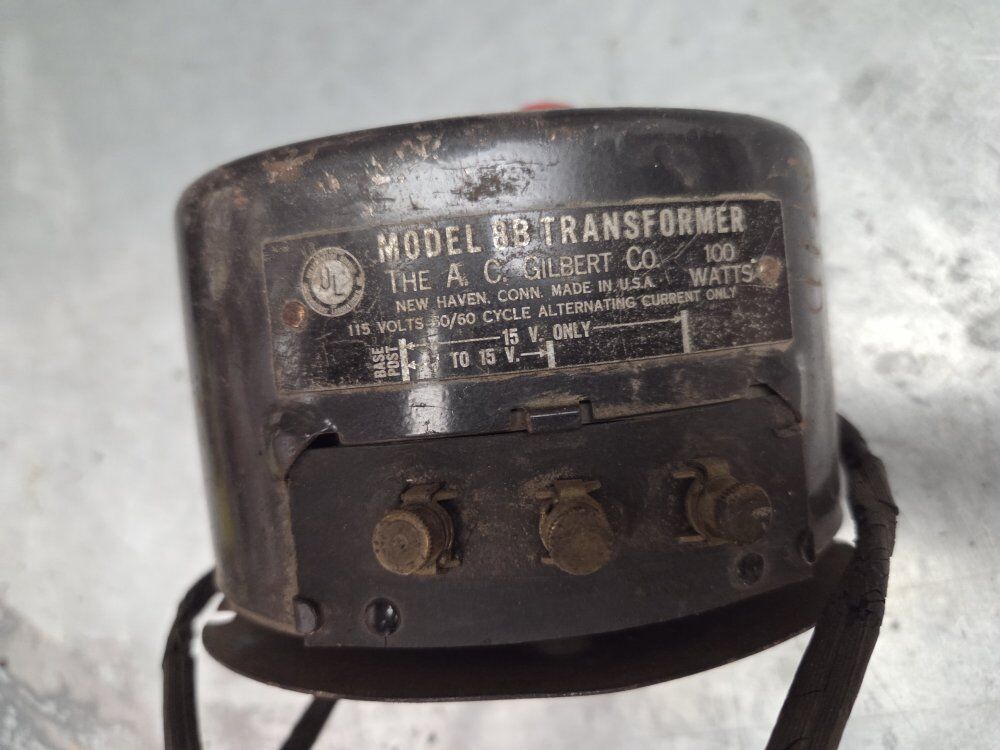 MODEL 8B TRANSFORMER
THE A. C. GILBERT CO. 100 WATTS
NEW HAVEN, CONN. MADE IN U.S.A.
115 VOLTS 50/60 CYCLE ALTERNATING CURRENT ONLY
15 V. ONLY
BASE POST TO 15 V.
UL